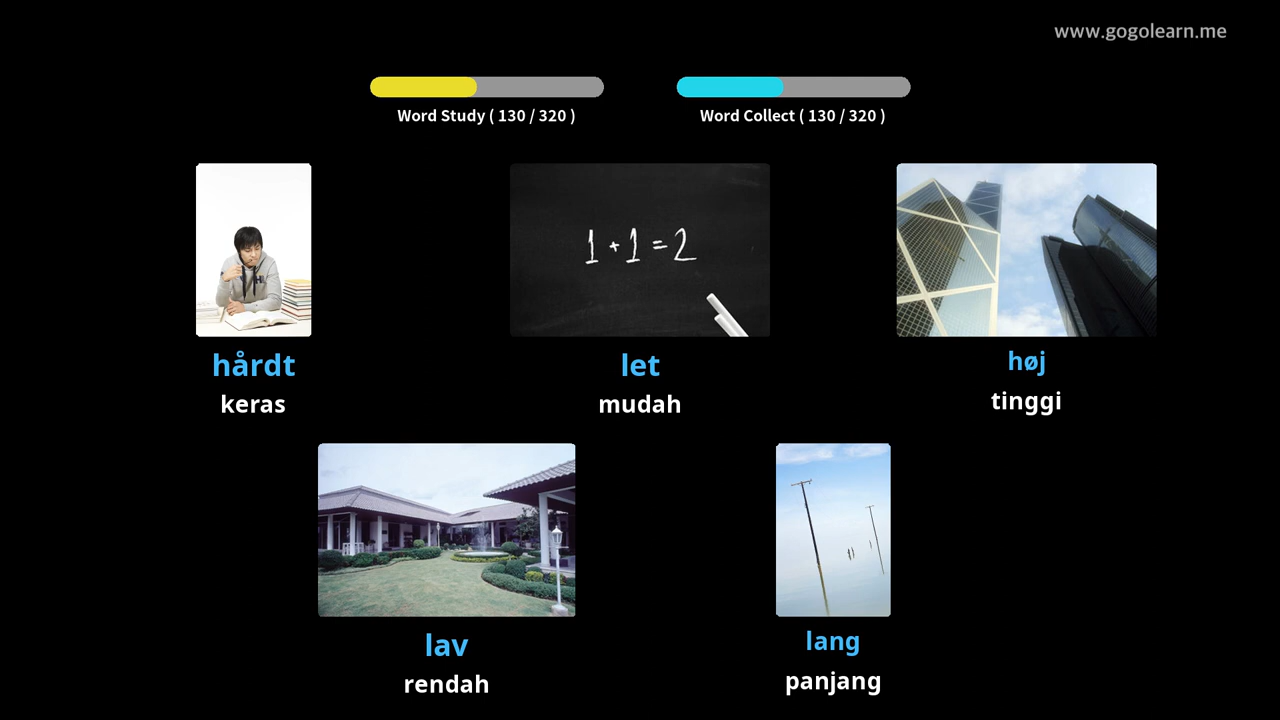 www.gogolearn.me
Word Study ( 130 / 320 )
Word Collect ( 130 / 320 )
1+1=2
hårdt
keras
let
mudah
høj
tinggi
lav
rendah
lang
panjang